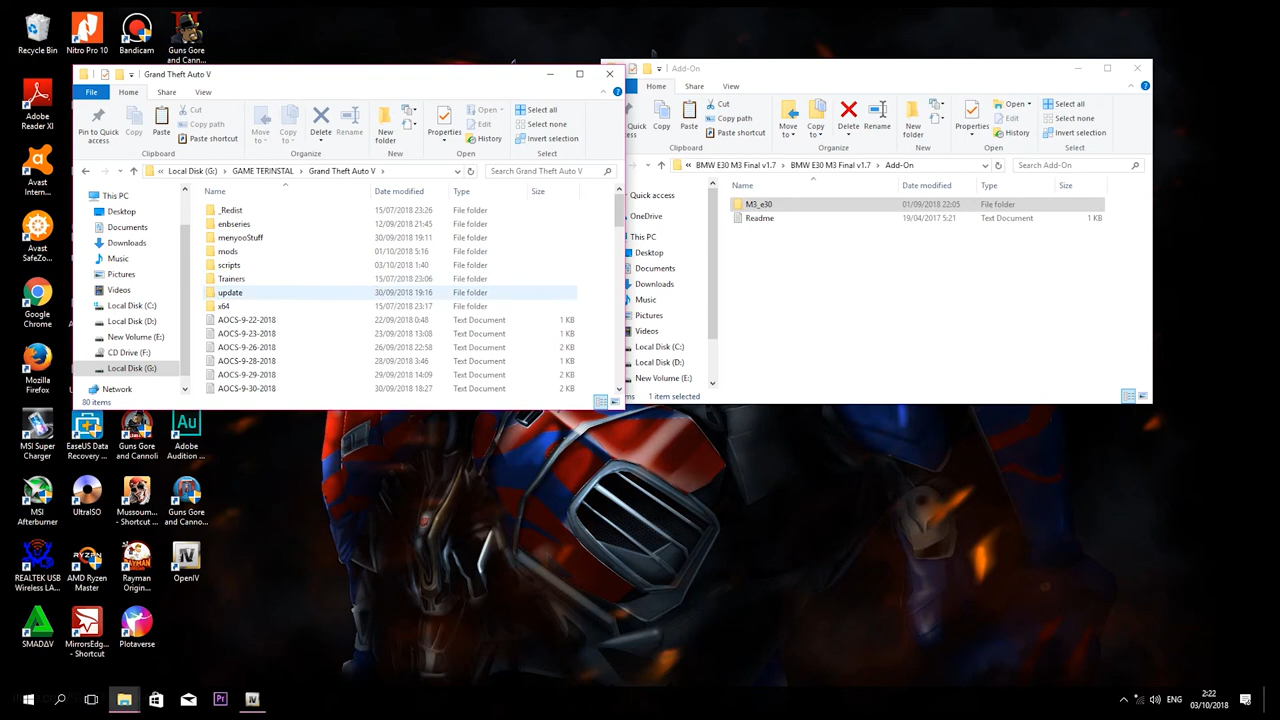 Recycle Bin
Nitro Pro 10
Bandicam
Guns Gore
and Cann...
Adobe
Reader XI
Avast
Intern...
Avast
SafeZo...
Google
Chrome
Mozilla
Firefox
MSI Super
Charger
EaseUS Data
Recovery ...
Guns Gore
and Cannoli
Adobe
Audition ...
MSI
Afterburner
UltraISO
Mussoum...
- Shortcut ...
Guns Gore
and Canno...
REALTEK USB
Wireless LA...
AMD Ryzen
Master
Rayman
Origin...
OpenIV
SMADΔV
MirrorsEdg...
- Shortcut
Plotaverse
Grand Theft Auto V
File Home Share View
Pin to Quick
access
Copy
Paste
Cut
Copy path
Paste shortcut
Clipboard
Move
to
Copy
to
Delete
Rename
Organize
New
folder
New
Properties
Open
Edit
History
Open
Select all
Select none
Invert selection
Select
« Local Disk (G:) > GAME TERINSTAL > Grand Theft Auto V >
Search Grand Theft Auto V
This PC
Desktop
Documents
Downloads
Music
Pictures
Videos
Local Disk (C:)
Local Disk (D:)
New Volume (E:)
CD Drive (F:)
Local Disk (G:)
Network
Name Date modified Type Size
_Redist 15/07/2018 23:26 File folder
enbseries 12/09/2018 21:45 File folder
menyooStuff 30/09/2018 19:11 File folder
mods 01/10/2018 5:16 File folder
scripts 03/10/2018 1:40 File folder
Trainers 15/07/2018 23:06 File folder
update 30/09/2018 19:16 File folder
x64 15/07/2018 23:17 File folder
AOCS-9-22-2018 22/09/2018 0:48 Text Document 1 KB
AOCS-9-23-2018 23/09/2018 13:08 Text Document 1 KB
AOCS-9-26-2018 26/09/2018 22:58 Text Document 2 KB
AOCS-9-28-2018 28/09/2018 3:46 Text Document 2 KB
AOCS-9-29-2018 29/09/2018 14:09 Text Document 2 KB
AOCS-9-30-2018 30/09/2018 18:27 Text Document 2 KB
80 items
Add-On
Home Share View
Quick
Copy
Paste
Cut
Copy path
Paste shortcut
Clipboard
Move
to
Copy
to
Delete
Rename
Organize
New
folder
New
Properties
Open
Edit
History
Open
Select all
Select none
Invert selection
Select
« BMW E30 M3 Final v1.7 > BMW E30 M3 Final v1.7 > Add-On
Search Add-On
Quick access
OneDrive
This PC
Desktop
Documents
Downloads
Music
Pictures
Videos
Local Disk (C:)
Local Disk (D:)
New Volume (E:)
Name Date modified Type Size
M3_e30 01/09/2018 22:05 File folder
Readme 19/04/2017 5:21 Text Document 1 KB
ms 1 item selected
ENG
2:22
03/10/2018